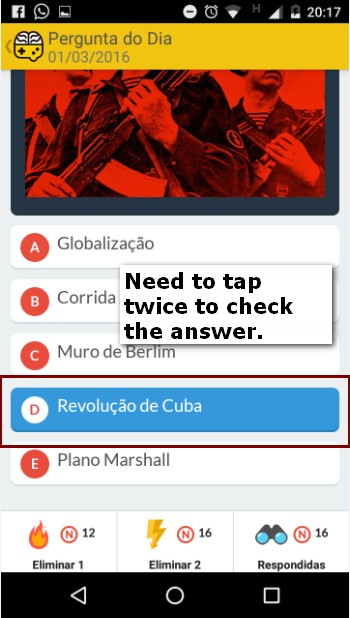 H 20:17
Pergunta do Dia
01/03/2016
A Globalização
B Corrida
Need to tap
twice to check
the answer.
C Muro de Berlim
D Revolução de Cuba
E Plano Marshall
N 12 N 16 N 16
Eliminar 1 Eliminar 2 Respondidas